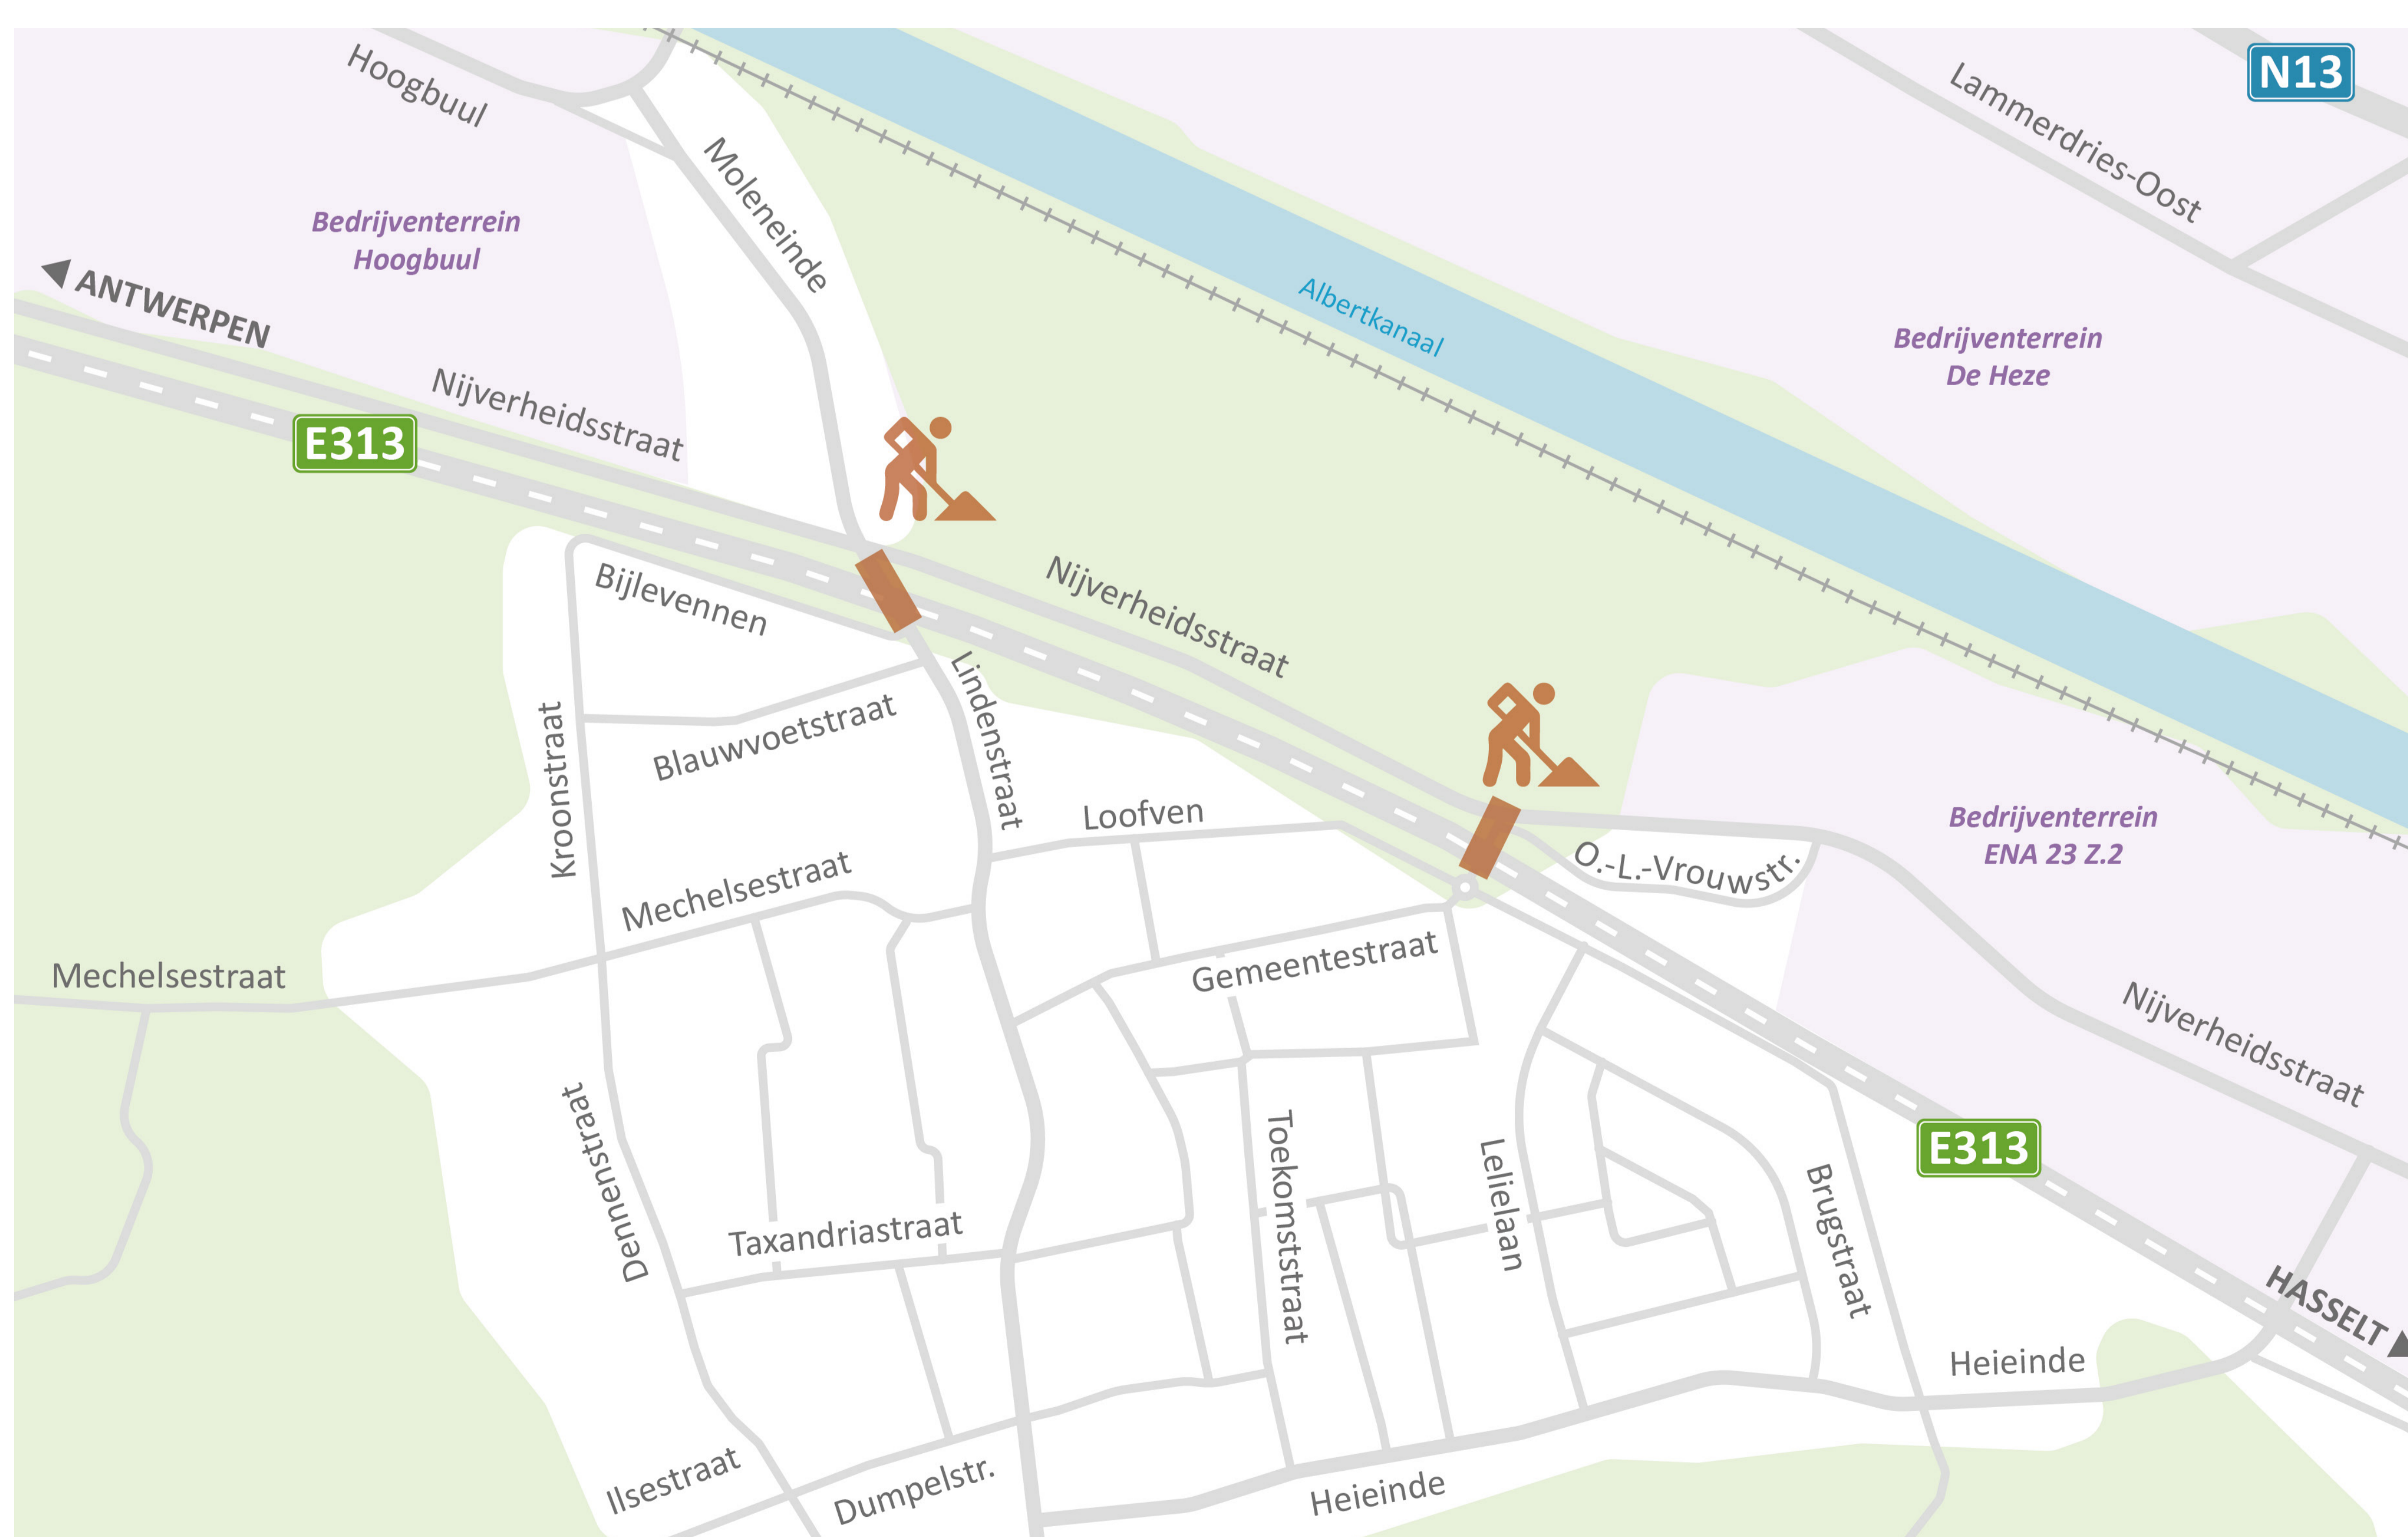 Hoogbuul
N13
Lammerdries-Oost
Moleneinde
Bedrijventerrein
Hoogbuul
ANTWERPEN
Albertkanaal
Bedrijventerrein
De Heze
Nijverheidsstraat
E313
Bijlevennen
Nijverheidsstraat
Lindenstraat
Blauwvoetstraat
Kroonstraat
Loofven
Bedrijventerrein
ENA 23 Z.2
O.-L.-Vrouwstr.
Mechelsestraat
Gemeentestraat
Mechelsestraat
Nijverheidsstraat
Dennenstraat
Toekomststraat
Lelielaan
E313
Brugstraat
Taxandriastraat
HASSELT
Heieinde
Ilsestraat
Dumpelstr.
Heieinde